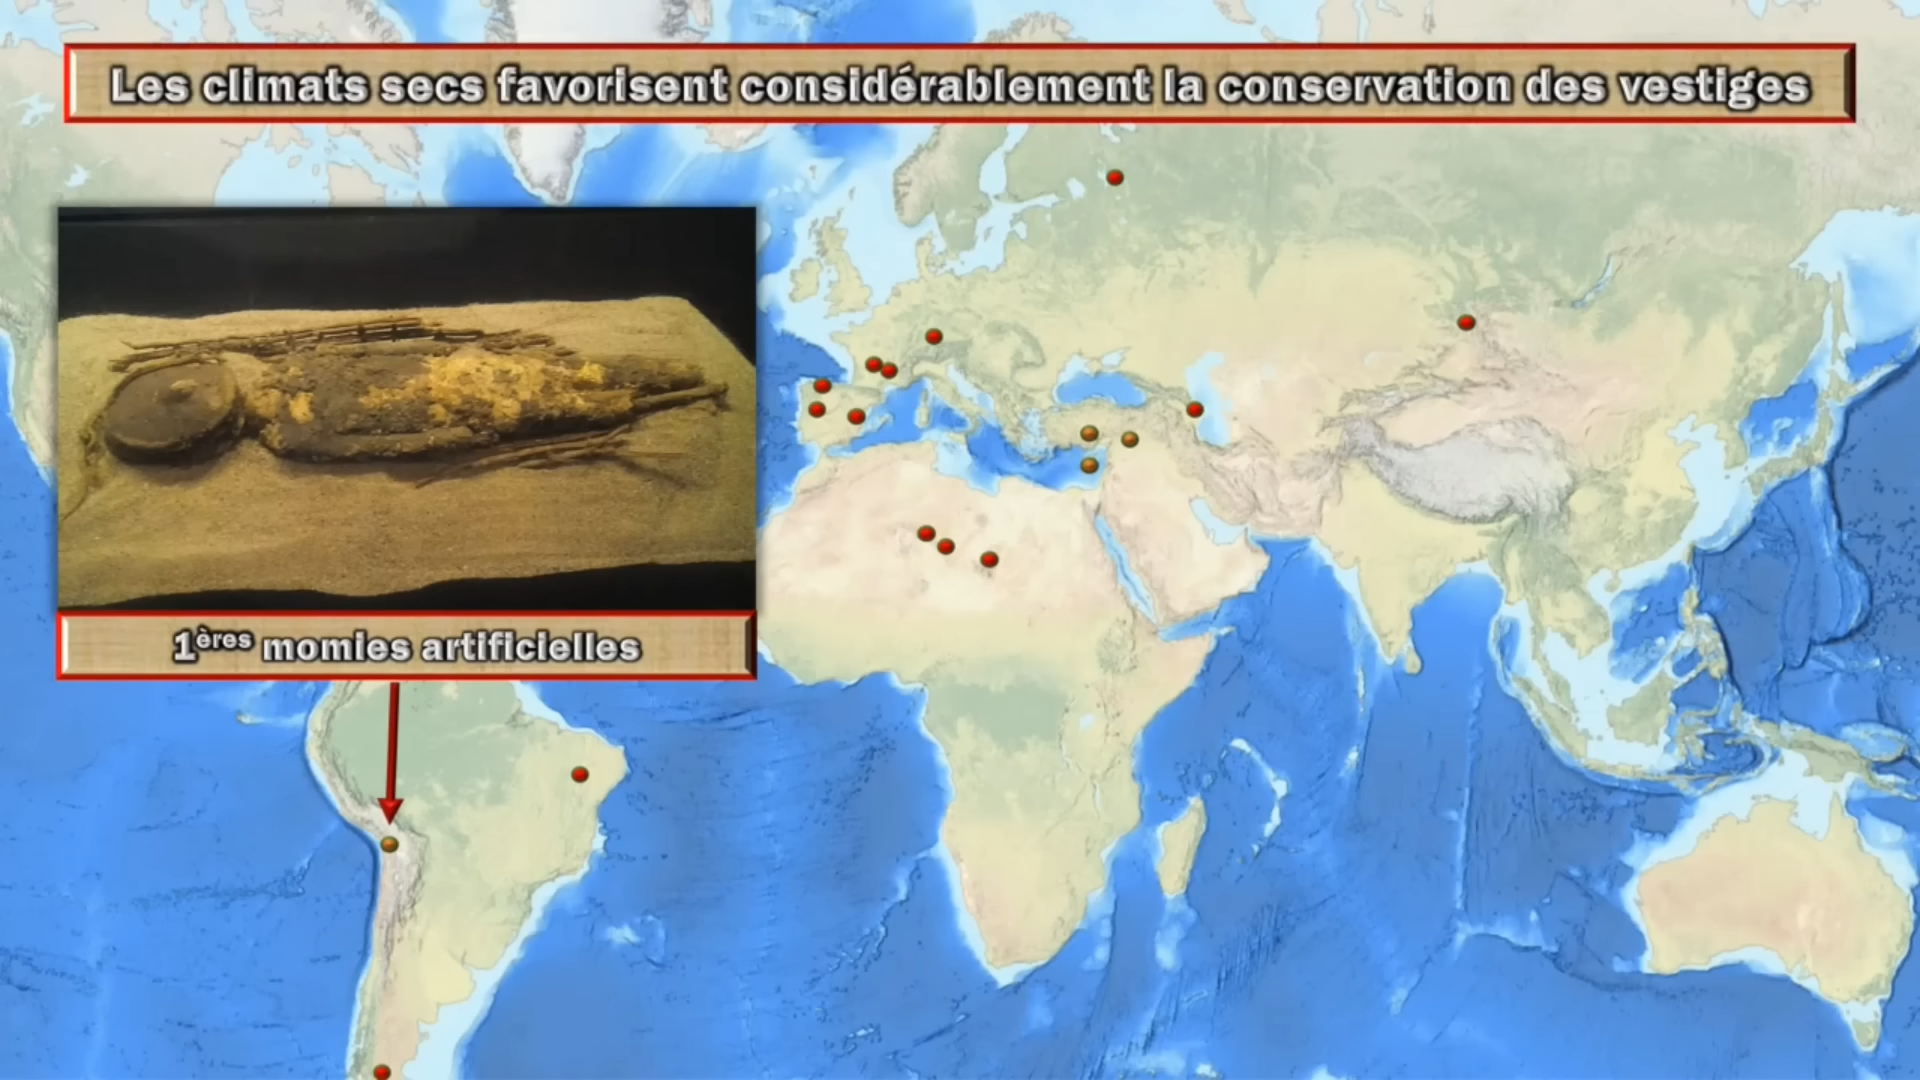 Les climats secs favorisent considérablement la conservation des vestiges
1ères momies artificielles